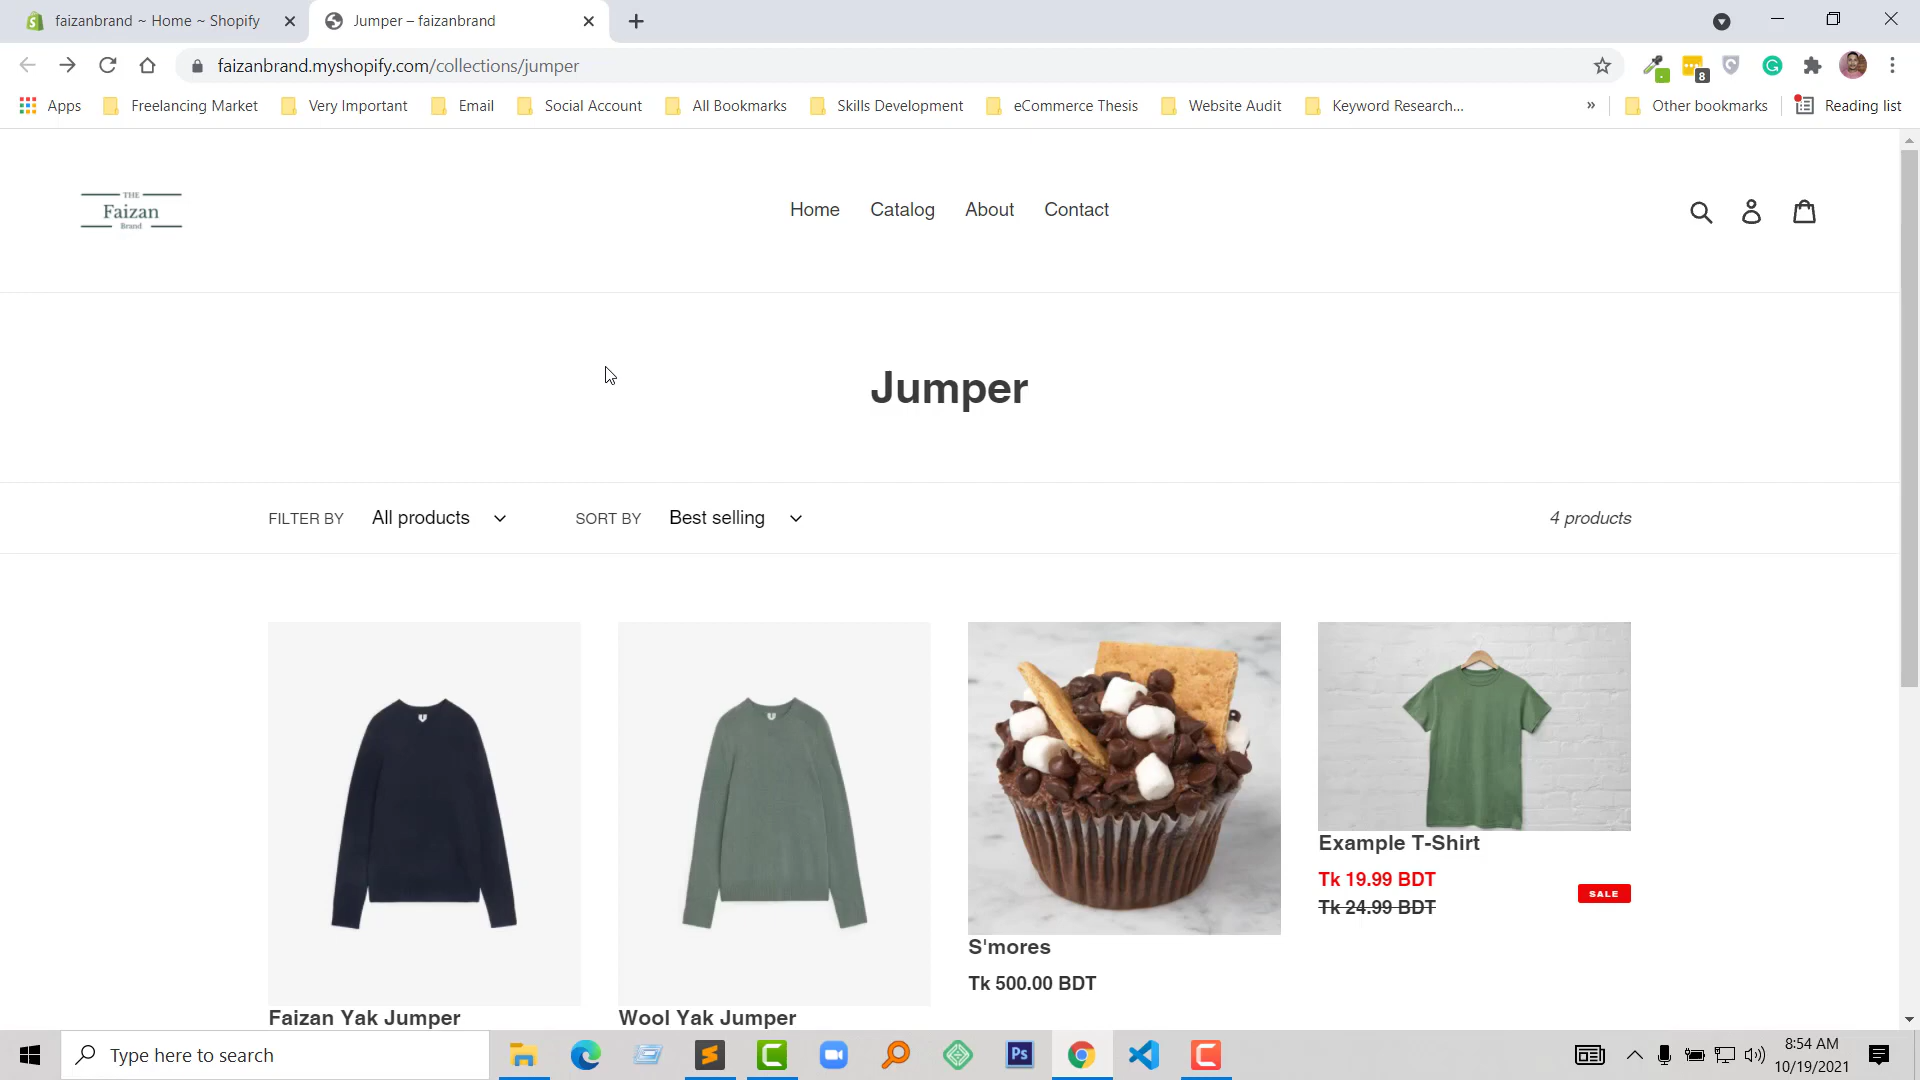 faizanbrand ~ Home ~ Shopify
Jumper – faizanbrand
faizanbrand.myshopify.com/collections/jumper
8
Apps
Freelancing Market
Very Important
Email
Social Account
All Bookmarks
Skills Development
eCommerce Thesis
Website Audit
Keyword Research...
»
Other bookmarks
Reading list
THE
Faizan
Brand
Home
Catalog
About
Contact
Jumper
FILTER BY
All products
SORT BY
Best selling
4 products
Example T-Shirt
Tk 19.99 BDT
SALE
Tk 24.99 BDT
S'mores
Tk 500.00 BDT
Faizan Yak Jumper
Wool Yak Jumper
Type here to search
Ps
8:54 AM
10/19/2021